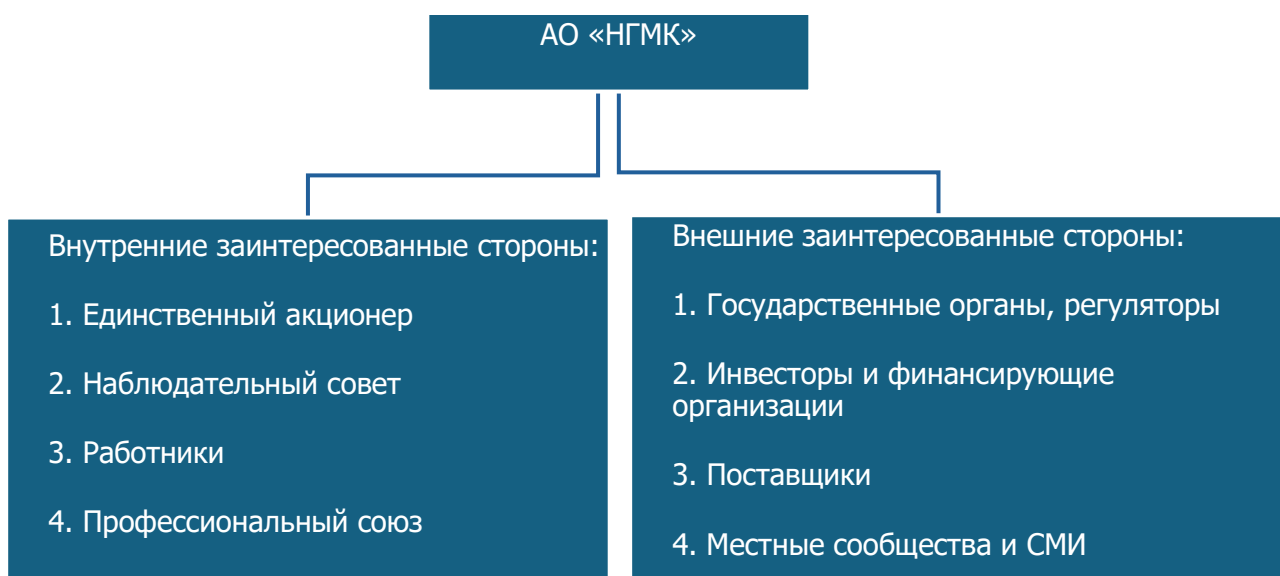 АО «НГМК»
Внутренние заинтересованные стороны:
1. Единственный акционер
2. Наблюдательный совет
3. Работники
4. Профессиональный союз
Внешние заинтересованные стороны:
1. Государственные органы, регуляторы
2. Инвесторы и финансирующие
организации
3. Поставщики
4. Местные сообщества и СМИ